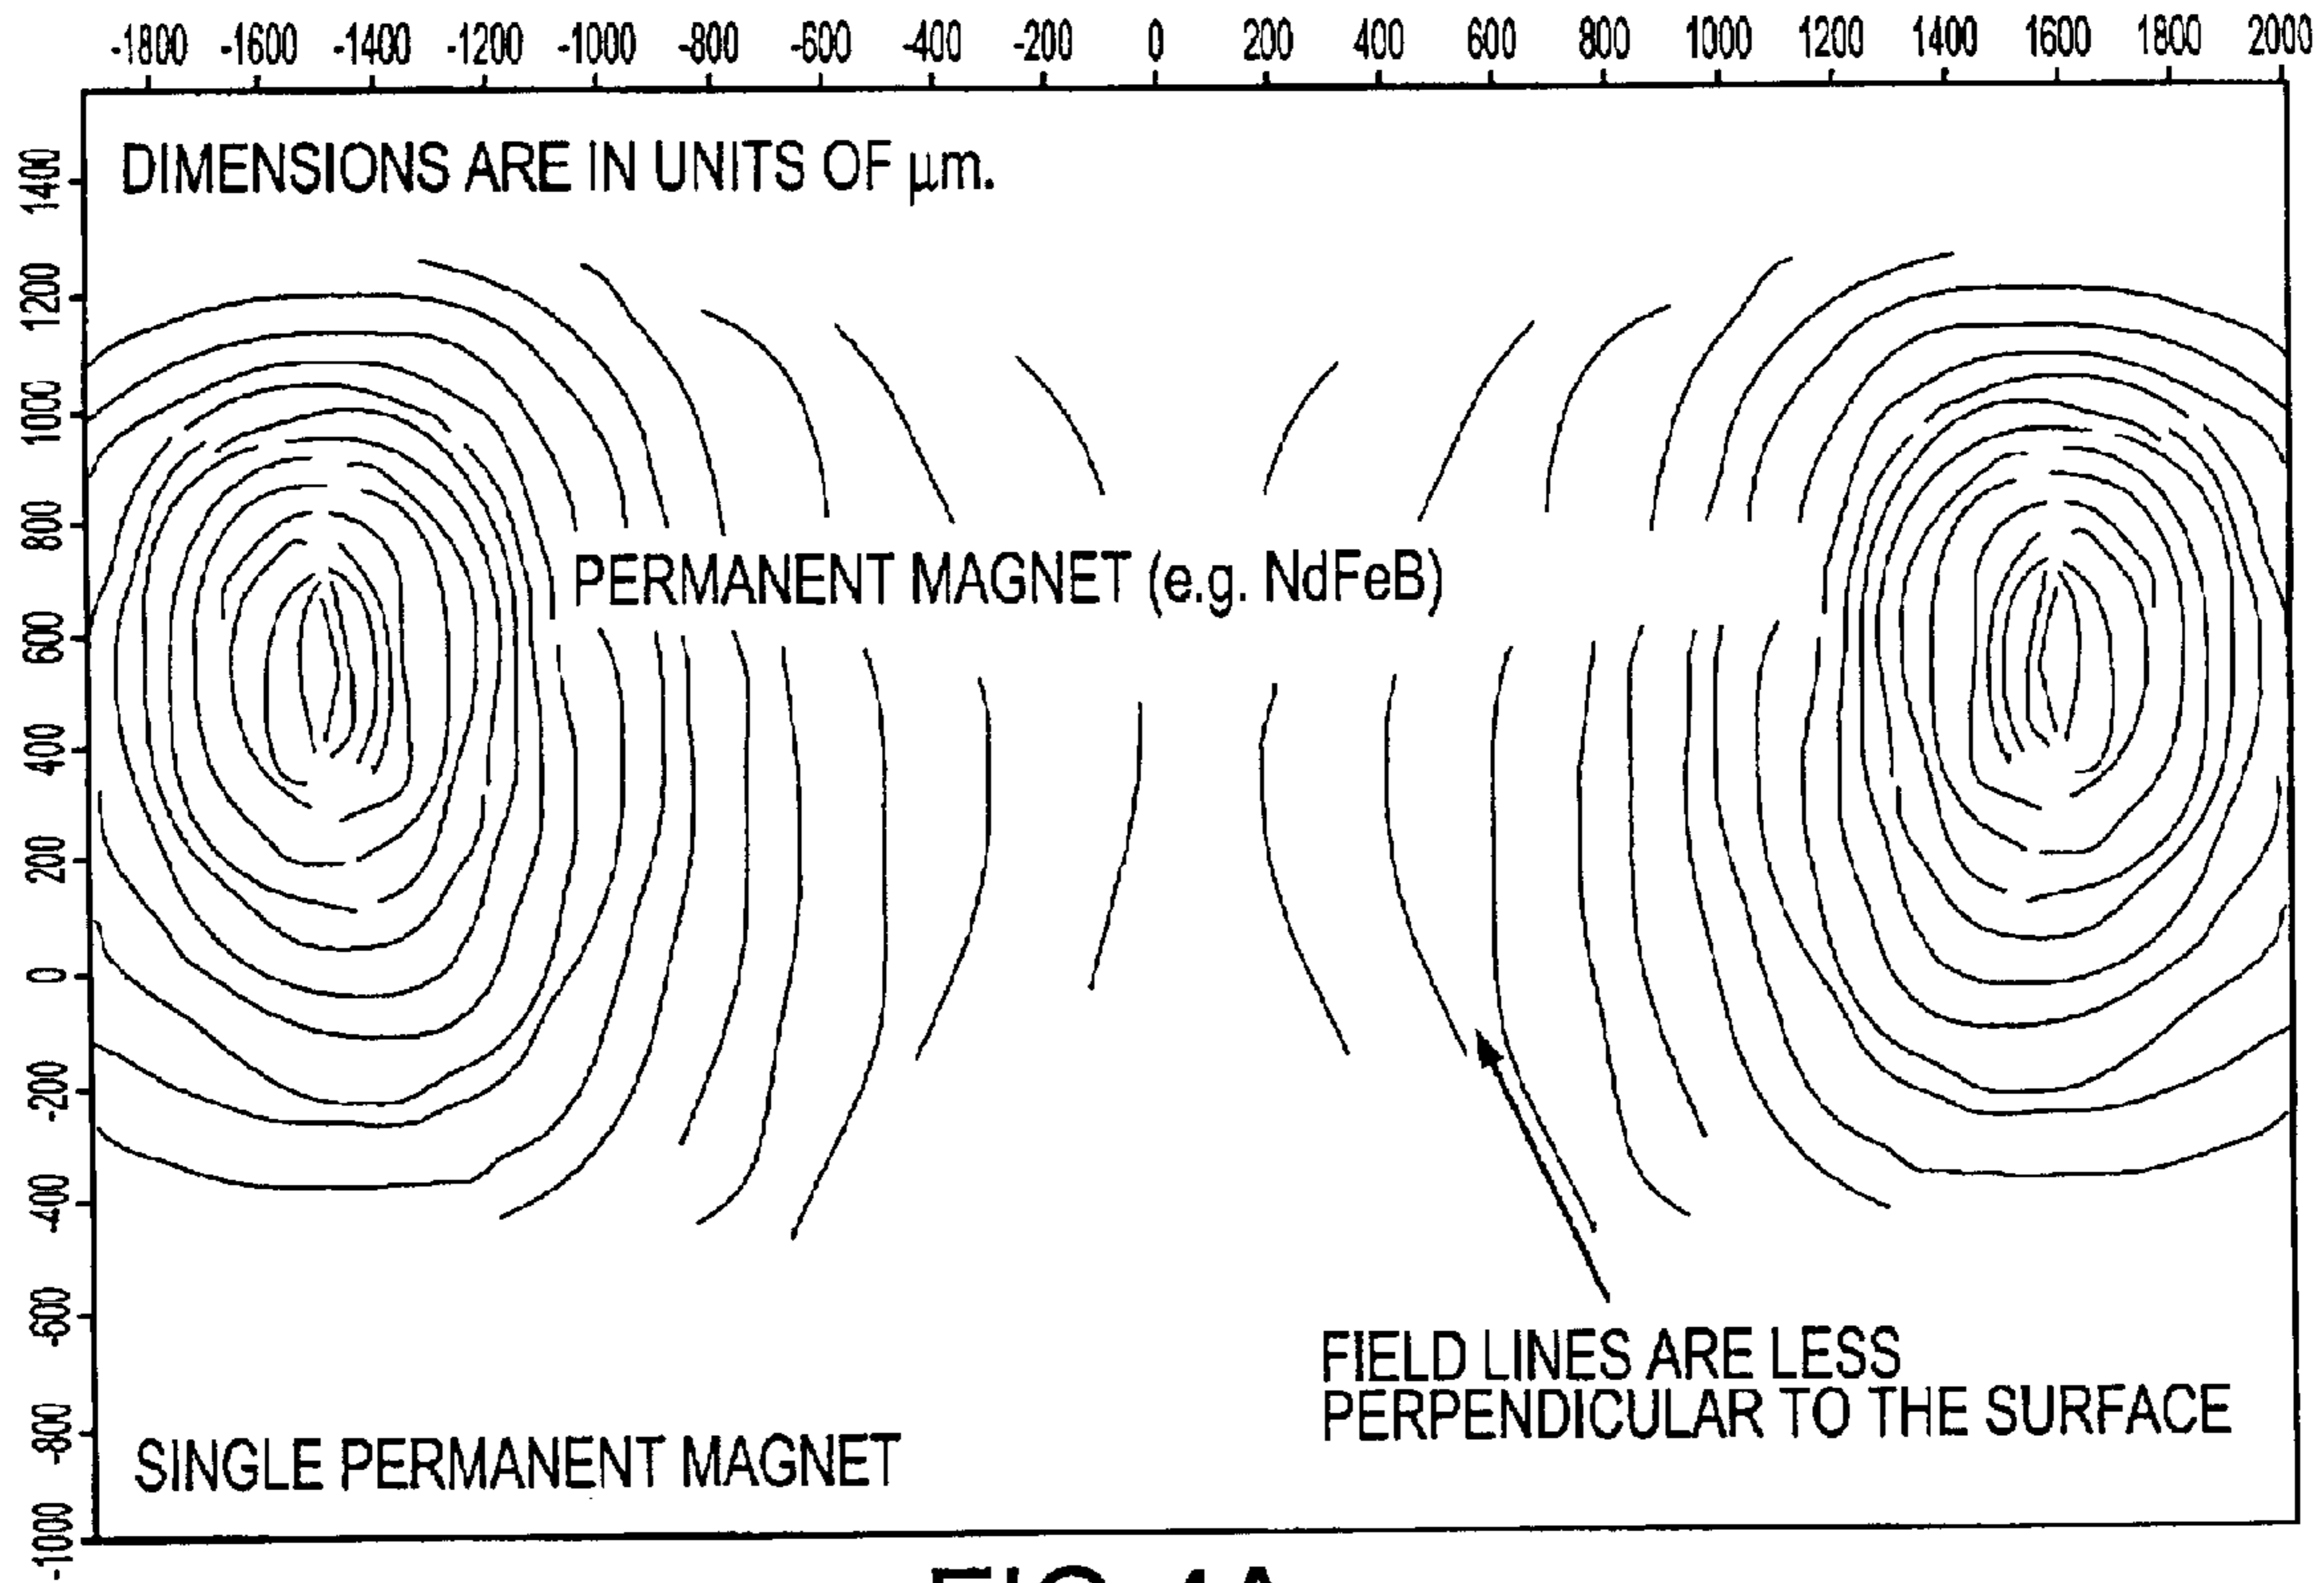 -1800 -1600 -1400 -1200 -1000 -800 -600 -400 -200 0 200 400 600 800 1000 1200 1400 1600 1800 2000
1400
1200
1000
800
600
400
200
0
-200
-400
-600
-800
-1000
DIMENSIONS ARE IN UNITS OF µm.
PERMANENT MAGNET (e.g. NdFeB)
FIELD LINES ARE LESS
PERPENDICULAR TO THE SURFACE
SINGLE PERMANENT MAGNET